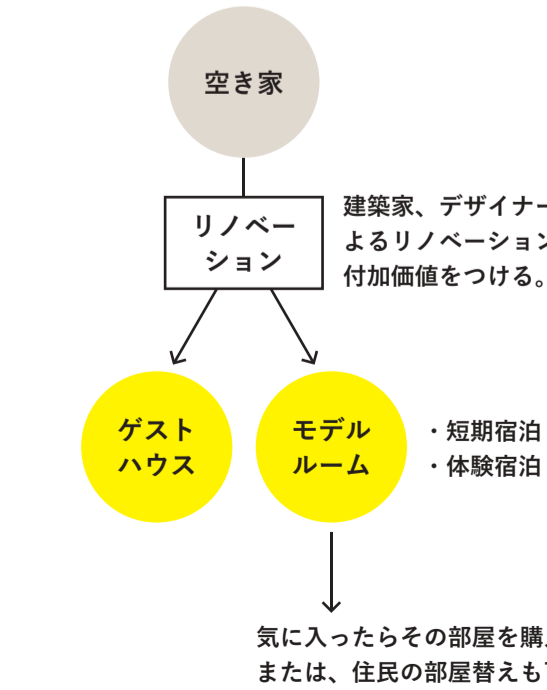 空き家
リノベー
ション
建築家、デザイナー
よるリノベーション
付加価値をつける。
ゲスト
ハウス
モデル
ルーム
・短期宿泊
・体験宿泊
気に入ったらその部屋を購
または、住民の部屋替えも